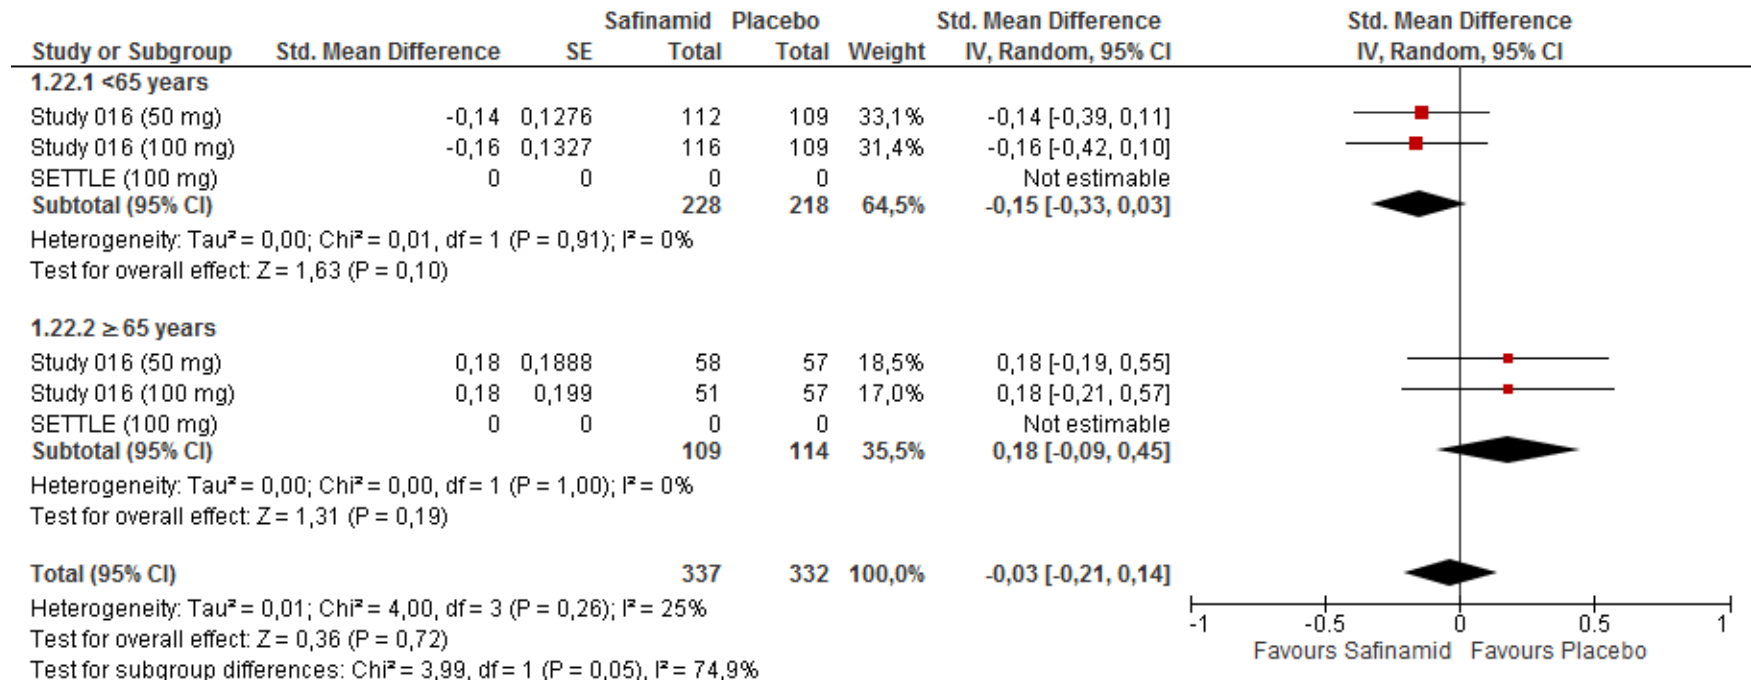 Safinamid Placebo Std. Mean Difference Std. Mean Difference
Study or Subgroup Std. Mean Difference SE Total Total Weight IV, Random, 95% CI IV, Random, 95% CI
1.22.1 <65 years
Study 016 (50 mg) -0,14 0,1276 112 109 33,1% -0,14 [-0,39, 0,11]
Study 016 (100 mg) -0,16 0,1327 116 109 31,4% -0,16 [-0,42, 0,10]
SETTLE (100 mg) 0 0 0 0 Not estimable
Subtotal (95% CI) 228 218 64,5% -0,15 [-0,33, 0,03]
Heterogeneity: Tau² = 0,00; Chi² = 0,01, df = 1 (P = 0,91); I² = 0%
Test for overall effect: Z = 1,63 (P = 0,10)
1.22.2 ≥ 65 years
Study 016 (50 mg) 0,18 0,1888 58 57 18,5% 0,18 [-0,19, 0,55]
Study 016 (100 mg) 0,18 0,199 51 57 17,0% 0,18 [-0,21, 0,57]
SETTLE (100 mg) 0 0 0 0 Not estimable
Subtotal (95% CI) 109 114 35,5% 0,18 [-0,09, 0,45]
Heterogeneity: Tau² = 0,00; Chi² = 0,00, df = 1 (P = 1,00); I² = 0%
Test for overall effect: Z = 1,31 (P = 0,19)
Total (95% CI) 337 332 100,0% -0,03 [-0,21, 0,14]
Heterogeneity: Tau² = 0,01; Chi² = 4,00, df = 3 (P = 0,26); I² = 25%
Test for overall effect: Z = 0,36 (P = 0,72)
Test for subgroup differences: Chi² = 3,99, df = 1 (P = 0,05), I² = 74,9%
-1 -0.5 0 0.5 1
Favours Safinamid Favours Placebo